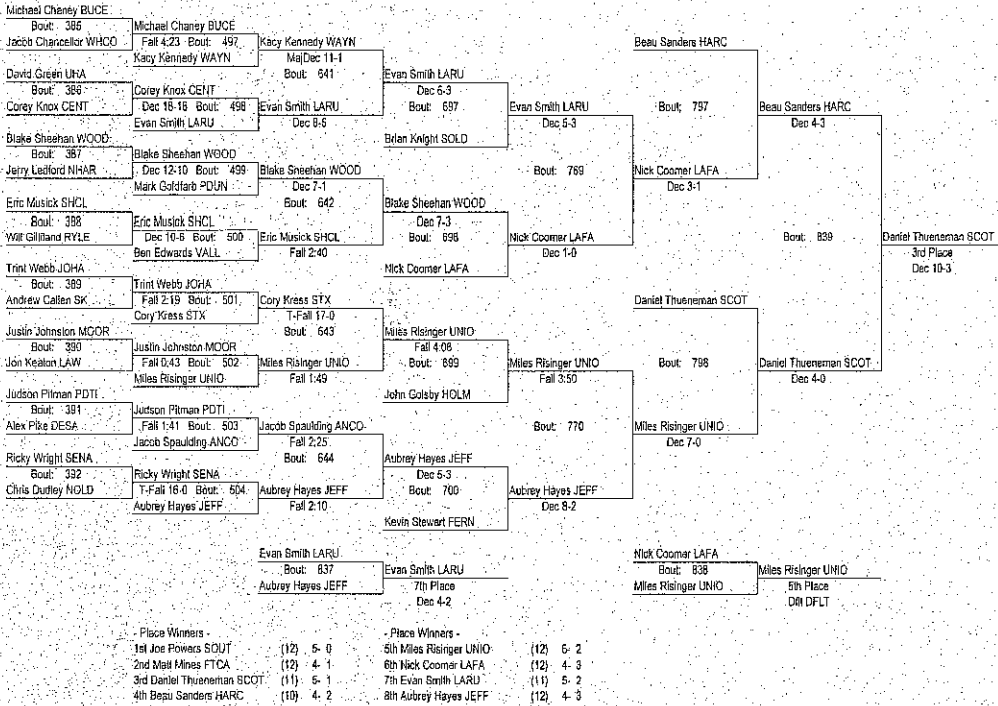 Michael Chaney BUCE
Bout: 385
Jacob Chancellor WHCO
David Green UHA
Bout: 386
Corey Knox CENT
Blake Sheehan WOOD
Bout: 387
Jerry Ledford NHAR
Eric Musick SHCL
Bout: 388
Will Gilliland RYLE
Trint Webb JOHA
Bout: 389
Andrew Callen SK
Justin Johnston MOOR
Bout: 390
Jon Keaton LAW
Judson Pitman PDTI
Bout: 391
Alex Pike DESA
Ricky Wright SENA
Bout: 392
Chris Dudley NOLD
Michael Chaney BUCE
Fall 4:23 Bout: 497
Kacy Kennedy WAYN
Corey Knox CENT
Dec 18-16 Bout: 498
Evan Smith LARU
Blake Sheehan WOOD
Dec 12-10 Bout: 499
Mark Goldfarb PDUN
Eric Musick SHCL
Dec 10-6 Bout: 500
Ben Edwards VALL
Trint Webb JOHA
Fall 2:19 Bout: 501
Cory Kress STX
Justin Johnston MOOR
Fall 0:43 Bout: 502
Miles Risinger UNIO
Judson Pitman PDTI
Fall 1:41 Bout: 503
Jacob Spaulding ANCO
Ricky Wright SENA
T-Fall 16-0 Bout: 504
Aubrey Hayes JEFF
Kacy Kennedy WAYN
MajDec 11-1
Bout: 641
Evan Smith LARU
Dec 8-6
Blake Sheehan WOOD
Dec 7-1
Bout: 642
Eric Musick SHCL
Fall 2:40
Cory Kress STX
T-Fall 17-0
Bout: 643
Miles Risinger UNIO
Fall 1:49
Jacob Spaulding ANCO
Fall 2:25
Bout: 644
Aubrey Hayes JEFF
Fall 2:10
Evan Smith LARU
Dec 6-3
Bout: 697
Brian Knight SOLD
Blake Sheehan WOOD
Dec 7-3
Bout: 698
Nick Coomer LAFA
Miles Risinger UNIO
Fall 4:06
Bout: 699
John Golsby HOLM
Aubrey Hayes JEFF
Dec 5-3
Bout: 700
Kevin Stewart FERN
Evan Smith LARU
Dec 5-3
Bout: 769
Nick Coomer LAFA
Dec 1-0
Miles Risinger UNIO
Fall 3:50
Bout: 770
Aubrey Hayes JEFF
Dec 8-2
Beau Sanders HARC
Bout: 797
Nick Coomer LAFA
Dec 3-1
Daniel Thueneman SCOT
Bout: 798
Miles Risinger UNIO
Dec 7-0
Beau Sanders HARC
Dec 4-3
Bout: 839
Daniel Thueneman SCOT
Dec 4-0
Daniel Thueneman SCOT
3rd Place
Dec 10-3
Evan Smith LARU
Bout: 837
Aubrey Hayes JEFF
Evan Smith LARU
7th Place
Dec 4-2
Nick Coomer LAFA
Bout: 838
Miles Risinger UNIO
Miles Risinger UNIO
5th Place
Dflt DFLT
- Place Winners -
1st Joe Powers SOUT (12) 5- 0
2nd Matt Mines FTCA (12) 4- 1
3rd Daniel Thueneman SCOT (11) 5- 1
4th Beau Sanders HARC (10) 4- 2
- Place Winners -
5th Miles Risinger UNIO (12) 6- 2
6th Nick Coomer LAFA (12) 4- 3
7th Evan Smith LARU (11) 5- 2
8th Aubrey Hayes JEFF (12) 4- 3